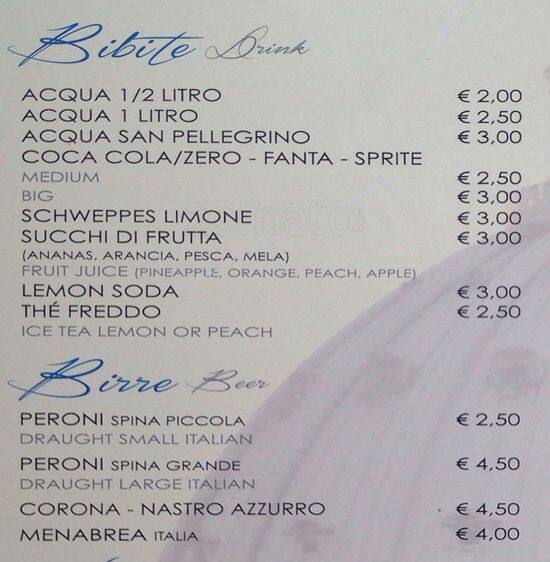 Bibite Drink
ACQUA 1/2 LITRO € 2,00
ACQUA 1 LITRO € 2,50
ACQUA SAN PELLEGRINO € 3,00
COCA COLA/ZERO - FANTA - SPRITE
MEDIUM € 2,50
BIG € 3,00
SCHWEPPES LIMONE € 3,00
SUCCHI DI FRUTTA € 3,00
(ANANAS, ARANCIA, PESCA, MELA)
FRUIT JUICE (PINEAPPLE, ORANGE, PEACH, APPLE)
LEMON SODA € 3,00
THÉ FREDDO € 2,50
ICE TEA LEMON OR PEACH
Birre Beer
PERONI SPINA PICCOLA € 2,50
DRAUGHT SMALL ITALIAN
PERONI SPINA GRANDE € 4,50
DRAUGHT LARGE ITALIAN
CORONA - NASTRO AZZURRO € 4,50
MENABREA ITALIA € 4,00